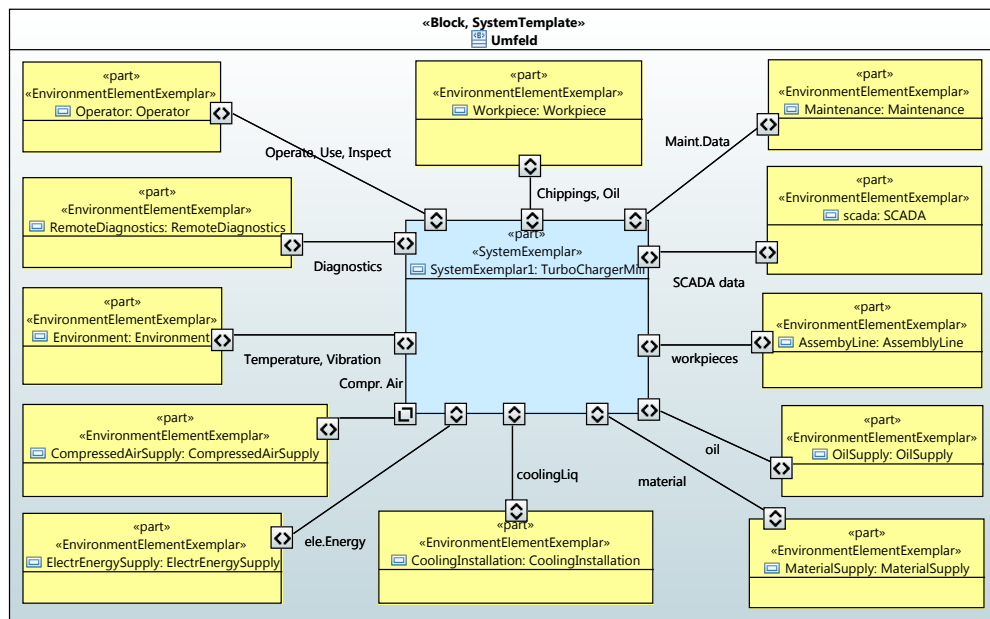 «Block, SystemTemplate»
Umfeld
«part»
«EnvironmentElementExemplar»
Operator: Operator
«part»
«EnvironmentElementExemplar»
Workpiece: Workpiece
«part»
«EnvironmentElementExemplar»
Maintenance: Maintenance
Operate, Use, Inspect
Chippings, Oil
Maint.Data
«part»
«EnvironmentElementExemplar»
RemoteDiagnostics: RemoteDiagnostics
Diagnostics
«part»
«SystemExemplar»
SystemExemplar1: TurboChargerMill
«part»
«EnvironmentElementExemplar»
scada: SCADA
SCADA data
«part»
«EnvironmentElementExemplar»
Environment: Environment
Temperature, Vibration
workpieces
«part»
«EnvironmentElementExemplar»
AssembyLine: AssemblyLine
Compr. Air
«part»
«EnvironmentElementExemplar»
CompressedAirSupply: CompressedAirSupply
oil
«part»
«EnvironmentElementExemplar»
OilSupply: OilSupply
coolingLiq
material
«part»
«EnvironmentElementExemplar»
ElectrEnergySupply: ElectrEnergySupply
ele.Energy
«part»
«EnvironmentElementExemplar»
CoolingInstallation: CoolingInstallation
«part»
«EnvironmentElementExemplar»
MaterialSupply: MaterialSupply